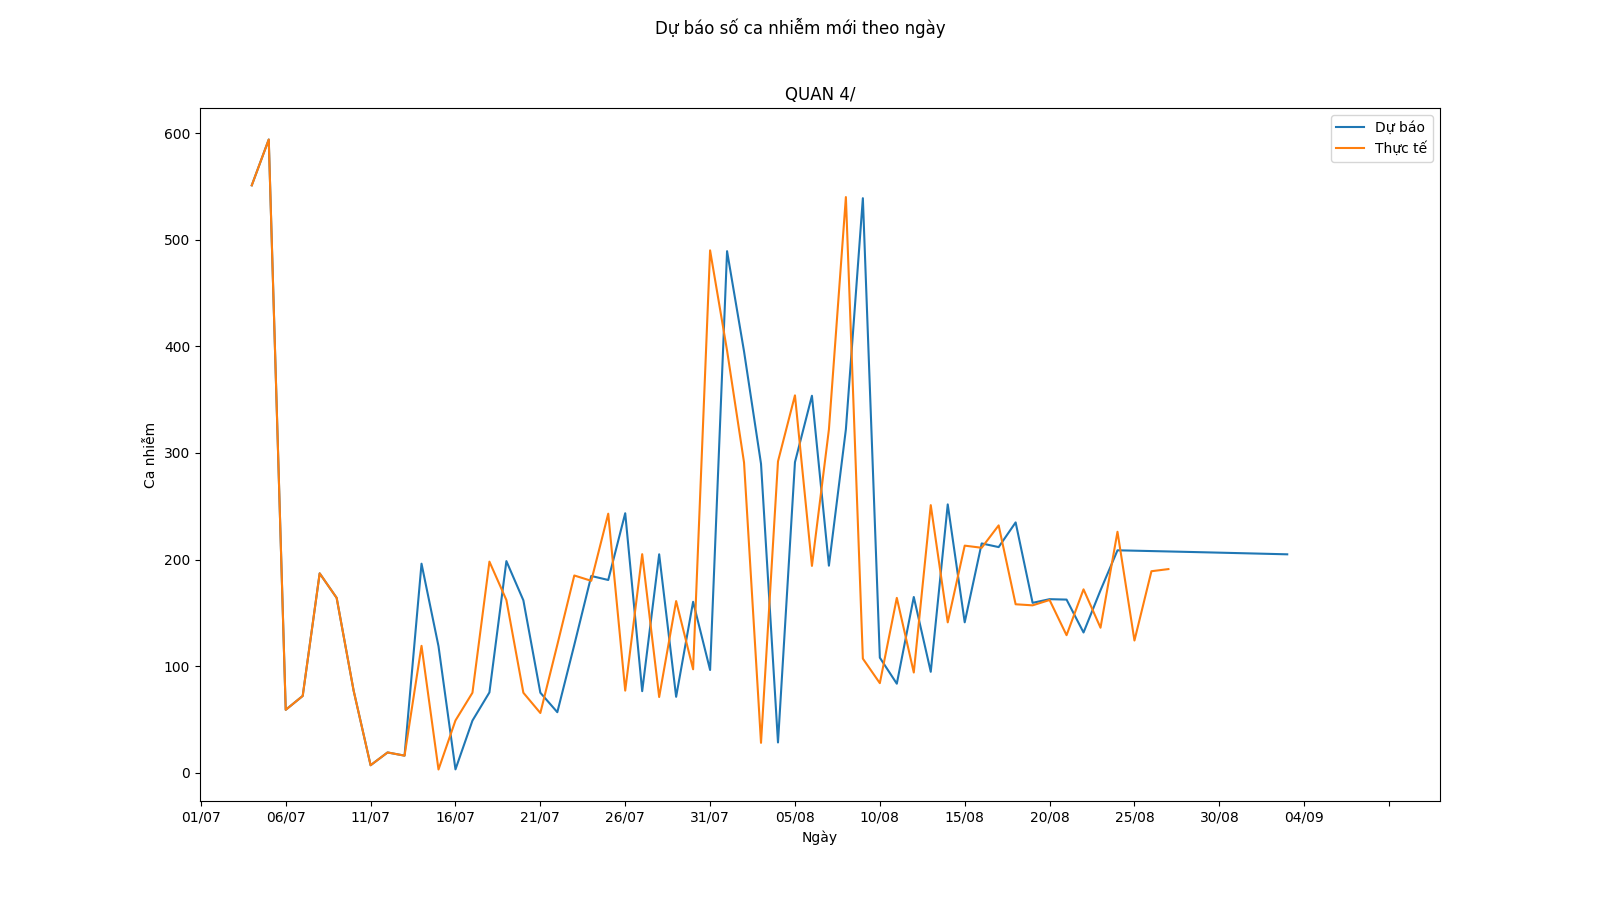 Dự báo số ca nhiễm mới theo ngày
QUAN 4/
Dự báo
Thực tế
Ca nhiễm
600
500
400
300
200
100
0
01/07 06/07 11/07 16/07 21/07 26/07 31/07 05/08 10/08 15/08 20/08 25/08 30/08 04/09
Ngày